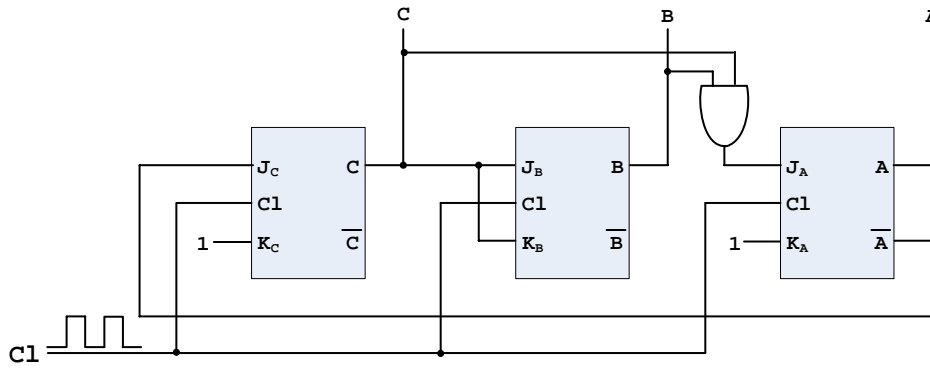 C B A
J_C C J_B B J_A A
Cl Cl Cl
1 K_C C̅ K_B B̅ 1 K_A A̅
Cl